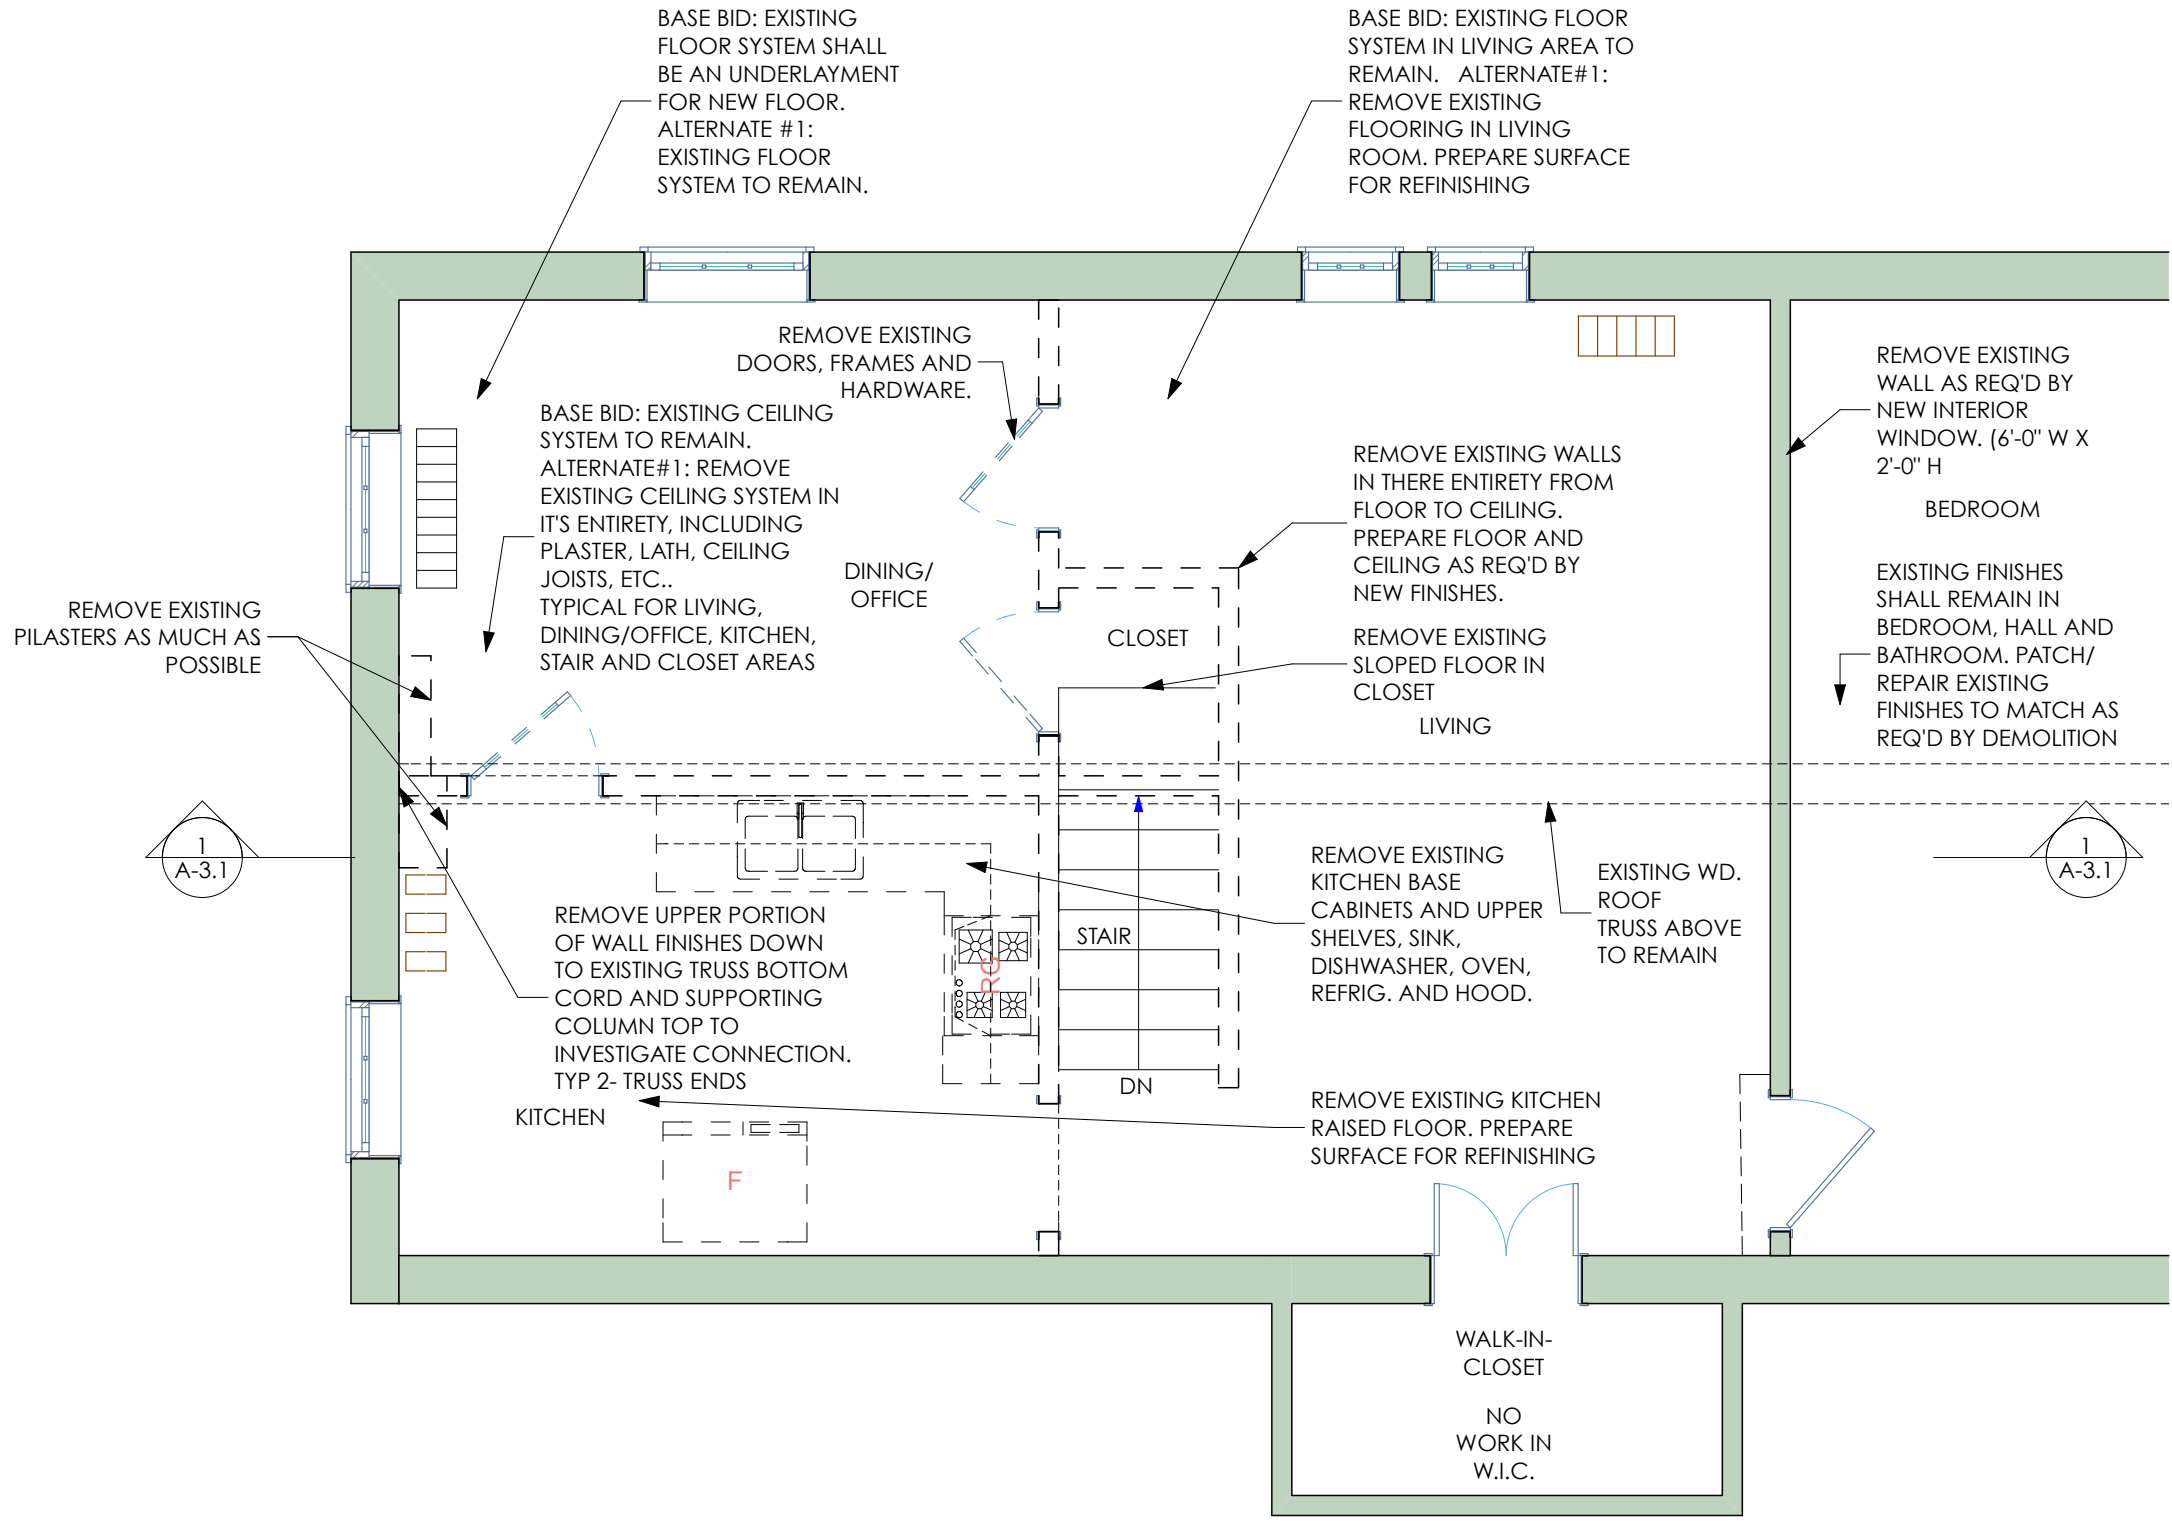 BASE BID: EXISTING
FLOOR SYSTEM SHALL
BE AN UNDERLAYMENT
FOR NEW FLOOR.
ALTERNATE #1:
EXISTING FLOOR
SYSTEM TO REMAIN.
BASE BID: EXISTING FLOOR
SYSTEM IN LIVING AREA TO
REMAIN. ALTERNATE#1:
REMOVE EXISTING
FLOORING IN LIVING
ROOM. PREPARE SURFACE
FOR REFINISHING
REMOVE EXISTING
DOORS, FRAMES AND
HARDWARE.
BASE BID: EXISTING CEILING
SYSTEM TO REMAIN.
ALTERNATE#1: REMOVE
EXISTING CEILING SYSTEM IN
IT'S ENTIRETY, INCLUDING
PLASTER, LATH, CEILING
JOISTS, ETC..
TYPICAL FOR LIVING,
DINING/OFFICE, KITCHEN,
STAIR AND CLOSET AREAS
DINING/
OFFICE
REMOVE EXISTING WALLS
IN THERE ENTIRETY FROM
FLOOR TO CEILING.
PREPARE FLOOR AND
CEILING AS REQ'D BY
NEW FINISHES.
REMOVE EXISTING
WALL AS REQ'D BY
NEW INTERIOR
WINDOW. (6'-0" W X
2'-0" H
BEDROOM
EXISTING FINISHES
SHALL REMAIN IN
BEDROOM, HALL AND
BATHROOM. PATCH/
REPAIR EXISTING
FINISHES TO MATCH AS
REQ'D BY DEMOLITION
REMOVE EXISTING
PILASTERS AS MUCH AS
POSSIBLE
CLOSET
REMOVE EXISTING
SLOPED FLOOR IN
CLOSET
LIVING
1
A-3.1
1
A-3.1
REMOVE EXISTING
KITCHEN BASE
CABINETS AND UPPER
SHELVES, SINK,
DISHWASHER, OVEN,
REFRIG. AND HOOD.
EXISTING WD.
ROOF
TRUSS ABOVE
TO REMAIN
REMOVE UPPER PORTION
OF WALL FINISHES DOWN
TO EXISTING TRUSS BOTTOM
CORD AND SUPPORTING
COLUMN TOP TO
INVESTIGATE CONNECTION.
TYP 2- TRUSS ENDS
STAIR
RG
DN
KITCHEN
REMOVE EXISTING KITCHEN
RAISED FLOOR. PREPARE
SURFACE FOR REFINISHING
F
WALK-IN-
CLOSET
NO
WORK IN
W.I.C.